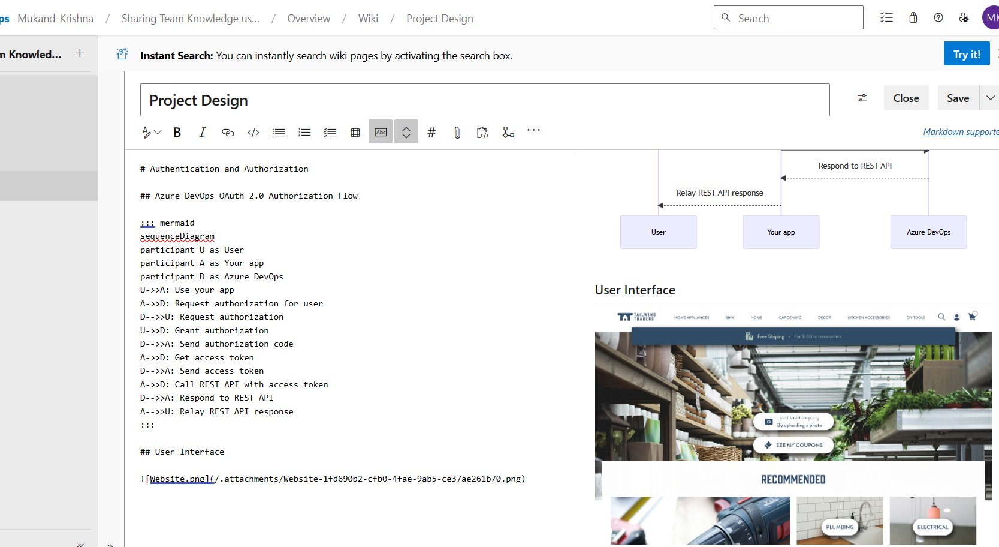 ps Mukand-Krishna / Sharing Team Knowledge us... / Overview / Wiki / Project Design
Search
MK
m Knowled... +
Instant Search: You can instantly search wiki pages by activating the search box.
Try it!
Project Design
Close
Save
B I </> Abc # ...
Markdown supporte
# Authentication and Authorization
## Azure DevOps OAuth 2.0 Authorization Flow
::: mermaid
sequenceDiagram
participant U as User
participant A as Your app
participant D as Azure DevOps
U->>A: Use your app
A->>D: Request authorization for user
D-->>U: Request authorization
U->>D: Grant authorization
D-->>A: Send authorization code
A->>D: Get access token
D-->>A: Send access token
A->>D: Call REST API with access token
D-->>A: Respond to REST API
A-->>U: Relay REST API response
:::
## User Interface
![Website.png](/.attachments/Website-1fd690b2-cfb0-4fae-9ab5-ce37ae261b70.png)
Respond to REST API
Relay REST API response
User
Your app
Azure DevOps
User Interface
TAILWIND
TRADERS
HOME APPLIANCES SINK HOME GARDENING DECOR KITCHEN ACCESSORIES DIY TOOLS
Free Shiping • For $100 or more orders
start smart shopping
By uploading a photo
SEE MY COUPONS
RECOMMENDED
PLUMBING
ELECTRICAL